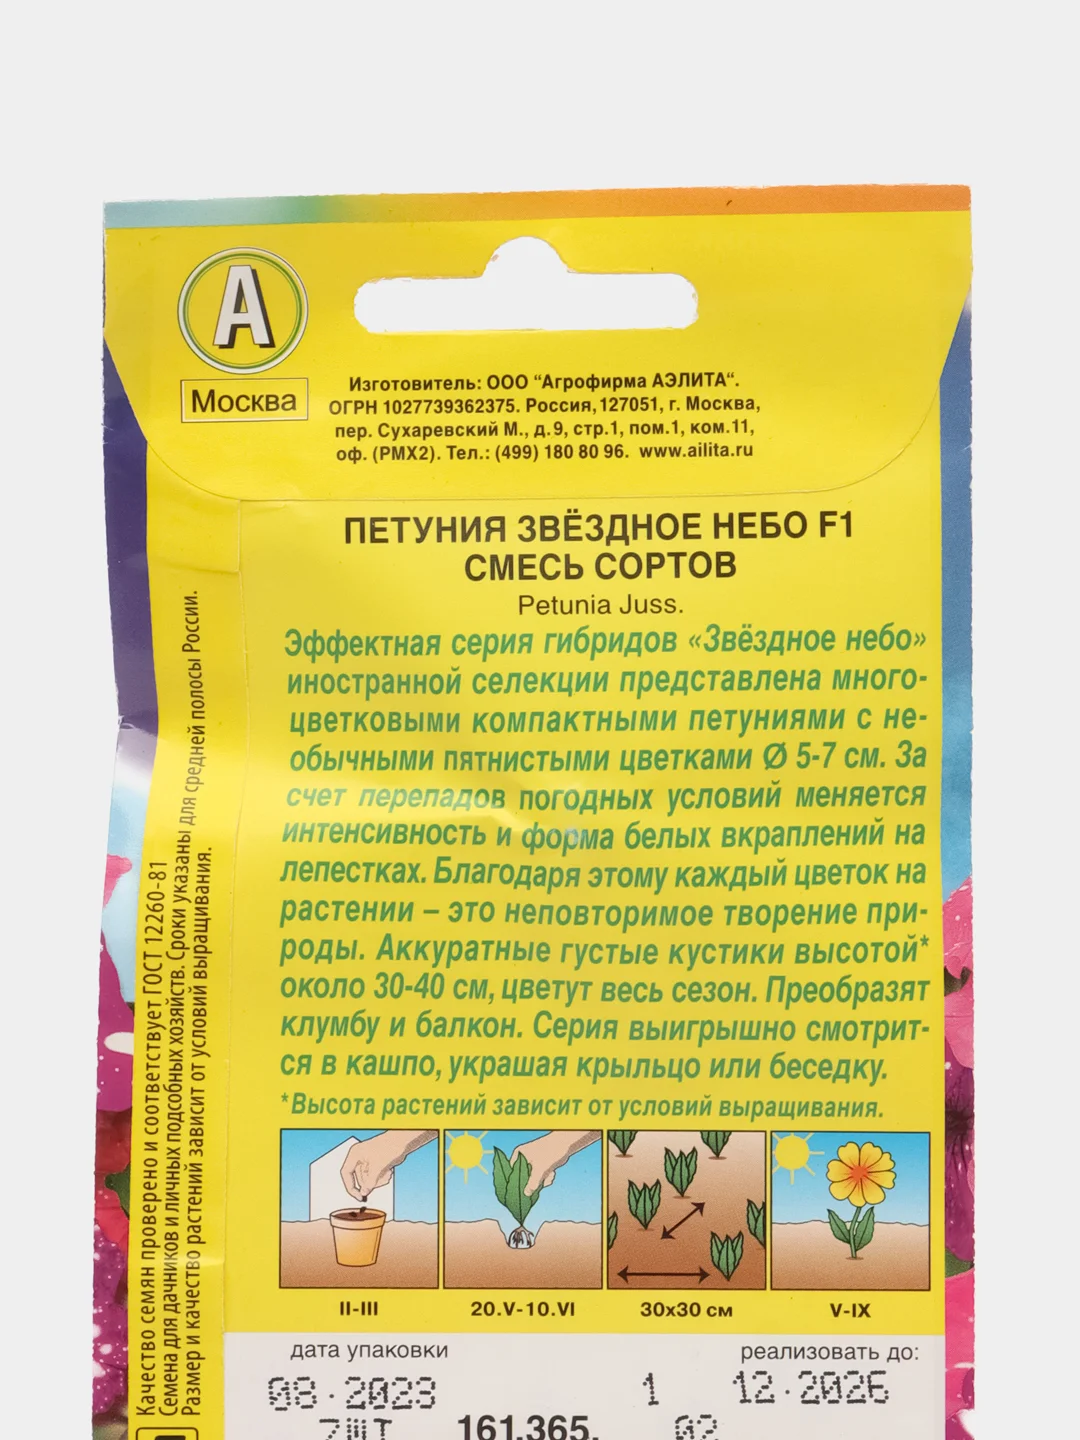 А
Москва
Изготовитель: ООО “Агрофирма АЭЛИТА“.
ОГРН 1027739362375. Россия,127051, г. Москва,
пер. Сухаревский М., д.9, стр.1, пом.1, ком.11,
оф. (РМХ2). Тел.: (499) 180 80 96. www.ailita.ru
ПЕТУНИЯ ЗВЁЗДНОЕ НЕБО F1
СМЕСЬ СОРТОВ
Petunia Juss.
Эффектная серия гибридов «Звёздное небо»
иностранной селекции представлена много-
цветковыми компактными петуниями с не-
обычными пятнистыми цветками Ø 5-7 см. За
счет перепадов погодных условий меняется
интенсивность и форма белых вкраплений на
лепестках. Благодаря этому каждый цветок на
растении – это неповторимое творение при-
роды. Аккуратные густые кустики высотой*
около 30-40 см, цветут весь сезон. Преобразят
клумбу и балкон. Серия выигрышно смотрит-
ся в кашпо, украшая крыльцо или беседку.
*Высота растений зависит от условий выращивания.
II-III
20.V-10.VI
30х30 см
V-IX
дата упаковки
реализовать до:
08.2023
1
12.2026
7ШТ
161.365.
02
Качество семян проверено и соответствует ГОСТ 12260-81
Семена для дачников и личных подсобных хозяйств. Сроки указаны для средней полосы России.
Размер и качество растений зависит от условий выращивания.